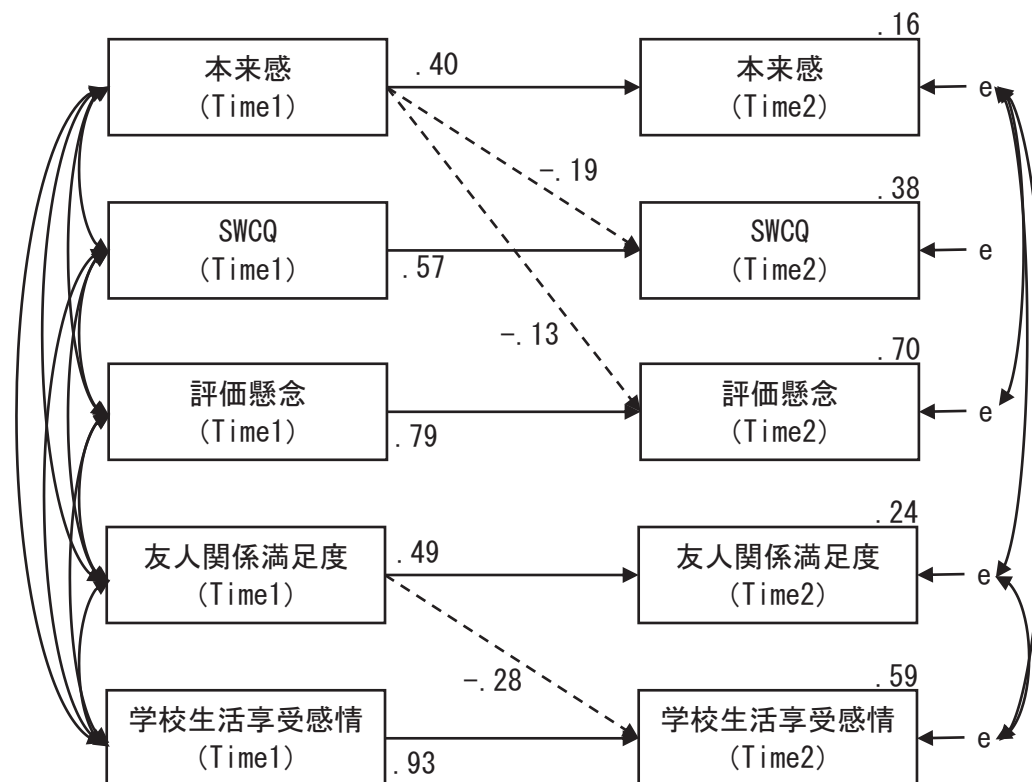 .16
本来感
(Time1)
.40
本来感
(Time2)
e
-.19
.38
SWCQ
(Time1)
.57
SWCQ
(Time2)
e
-.13
.70
評価懸念
(Time1)
.79
評価懸念
(Time2)
e
.24
友人関係満足度
(Time1)
.49
友人関係満足度
(Time2)
e
-.28
.59
学校生活享受感情
(Time1)
.93
学校生活享受感情
(Time2)
e